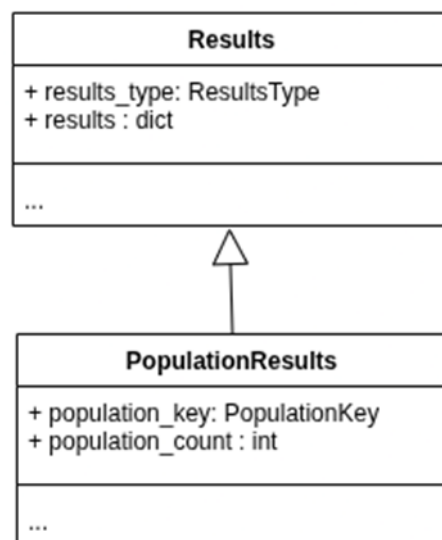 Results
+ results_type: ResultsType
+ results : dict
...
PopulationResults
+ population_key: PopulationKey
+ population_count : int
...